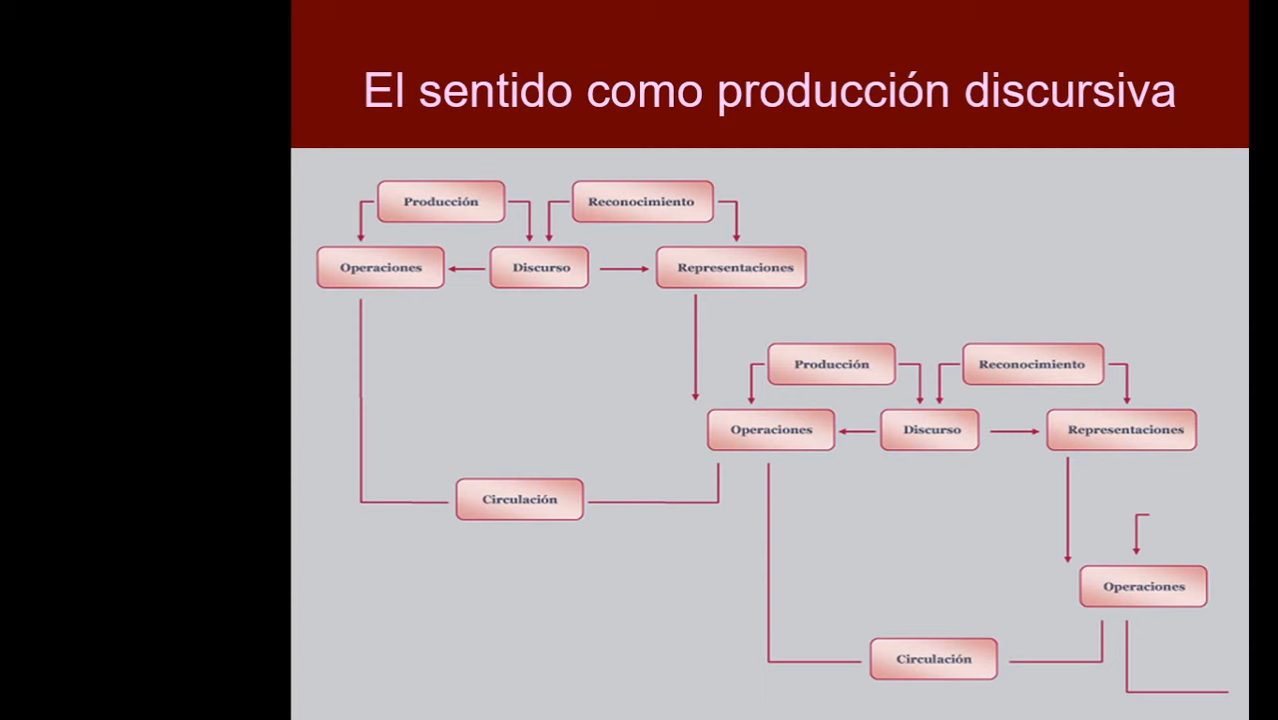 El sentido como producción discursiva
Producción
Reconocimiento
Operaciones
Discurso
Representaciones
Producción
Reconocimiento
Operaciones
Discurso
Representaciones
Circulación
Operaciones
Circulación